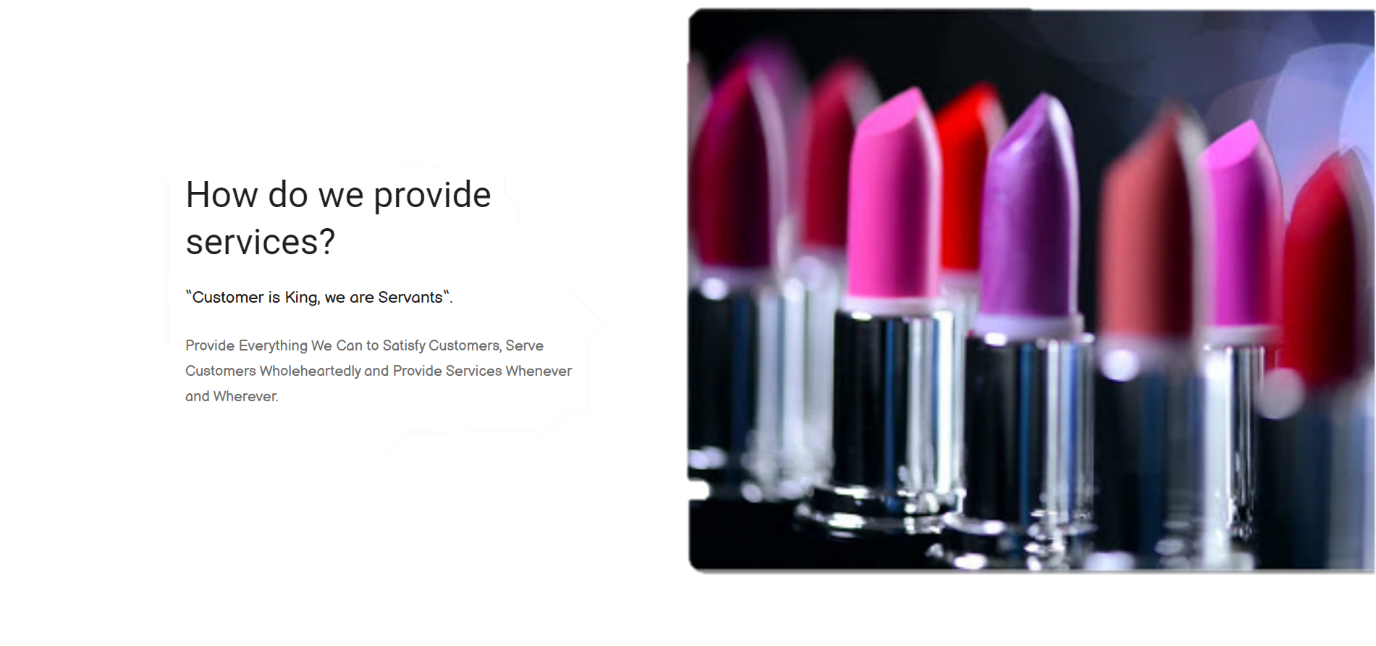 How do we provide
services?
‟Customer is King, we are Servants‟.
Provide Everything We Can to Satisfy Customers, Serve
Customers Wholeheartedly and Provide Services Whenever
and Wherever.